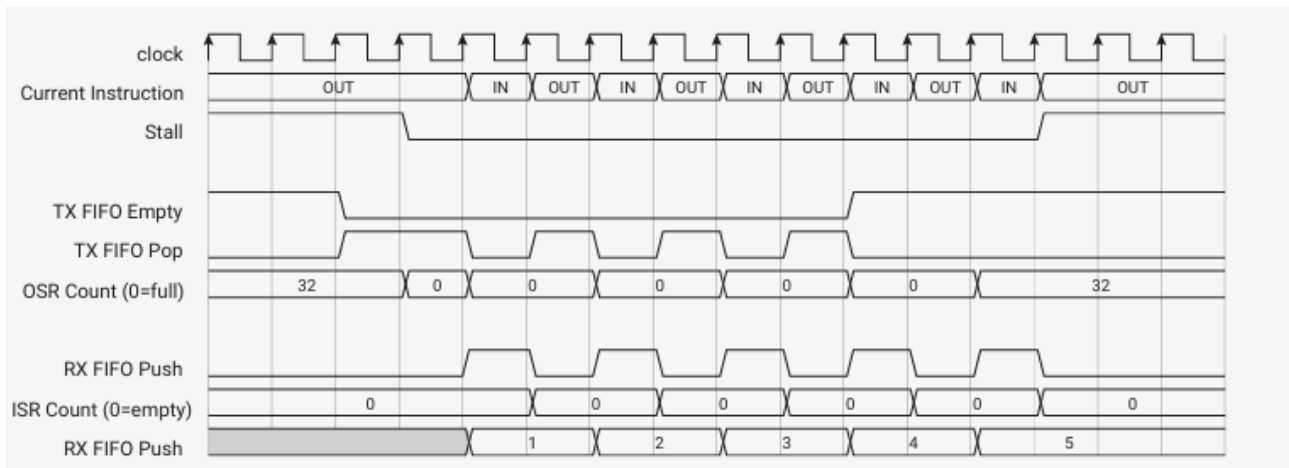 clock
Current Instruction OUT IN OUT IN OUT IN OUT IN OUT IN OUT
Stall
TX FIFO Empty
TX FIFO Pop
OSR Count (0=full) 32 0 0 0 0 0 32
RX FIFO Push
ISR Count (0=empty) 0 0 0 0 0 0
RX FIFO Push 1 2 3 4 5